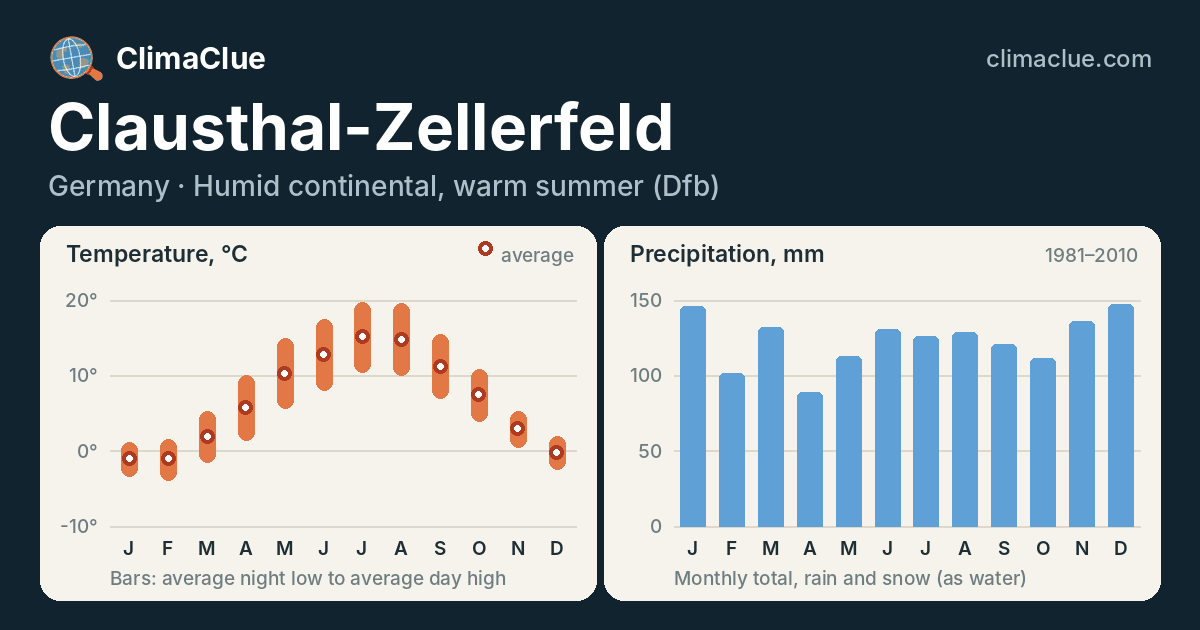 ClimaClue
climaclue.com
Clausthal-Zellerfeld
Germany · Humid continental, warm summer (Dfb)
Temperature, °C
average
20°
10°
0°
-10°
J F M A M J J A S O N D
Bars: average night low to average day high
Precipitation, mm
1981–2010
150
100
50
0
J F M A M J J A S O N D
Monthly total, rain and snow (as water)